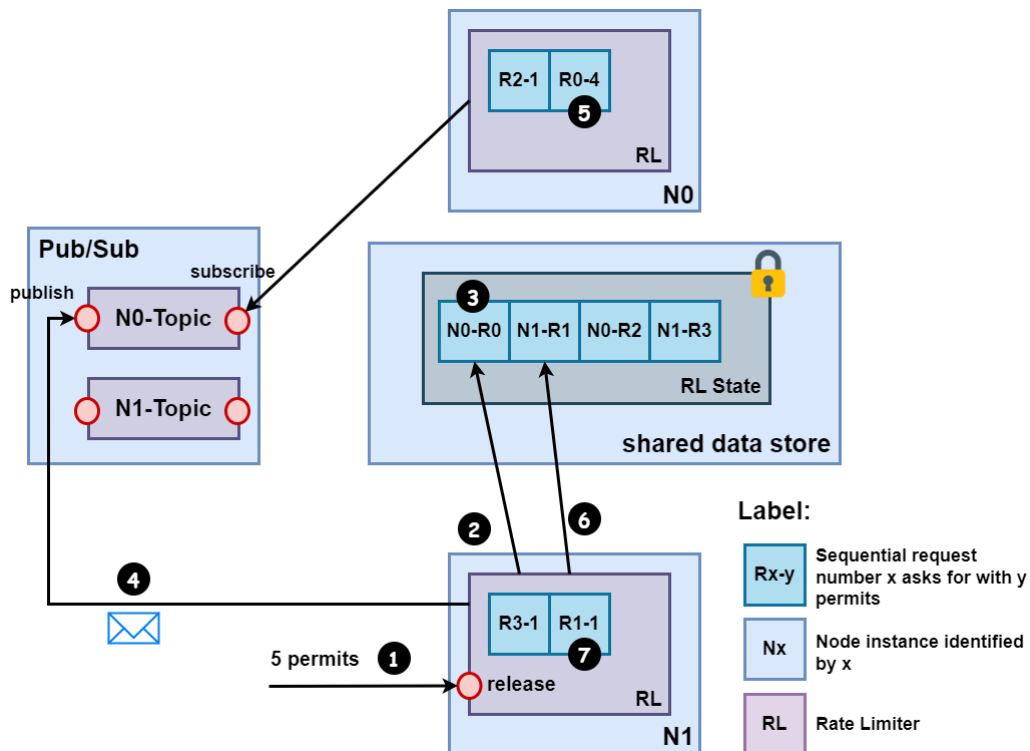 R2-1
R0-4
5
RL
N0
Pub/Sub
subscribe
publish
N0-Topic
N1-Topic
3
N0-R0
N1-R1
N0-R2
N1-R3
RL State
shared data store
2
6
4
5 permits
1
release
R3-1
R1-1
7
RL
N1
Label:
Rx-y
Sequential request
number x asks for with y
permits
Nx
Node instance identified
by x
RL
Rate Limiter